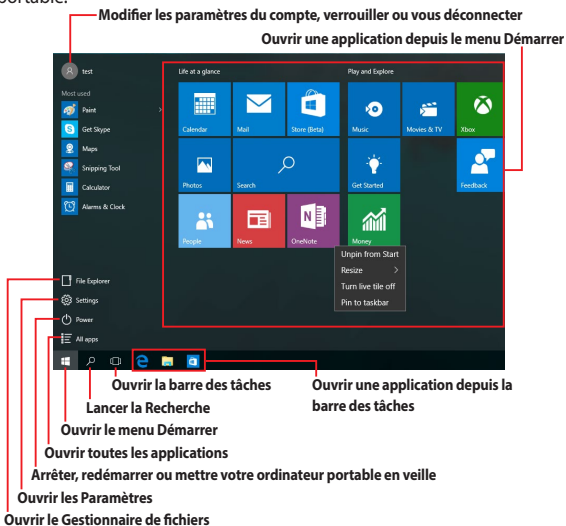 portable.
Modifier les paramètres du compte, verrouiller ou vous déconnecter
Ouvrir une application depuis le menu Démarrer
test
Life at a glance
Play and Explore
Most used
Paint
Get Skype
Maps
Snipping Tool
Calculator
Alarms & Clock
Calendar
Mail
Store (Beta)
Music
Movies & TV
Xbox
Photos
Search
Get Started
Feedback
People
News
OneNote
Money
Unpin from Start
Resize
Turn live tile off
Pin to taskbar
File Explorer
Settings
Power
All apps
Ouvrir la barre des tâches
Ouvrir une application depuis la
barre des tâches
Lancer la Recherche
Ouvrir le menu Démarrer
Ouvrir toutes les applications
Arrêter, redémarrer ou mettre votre ordinateur portable en veille
Ouvrir les Paramètres
Ouvrir le Gestionnaire de fichiers